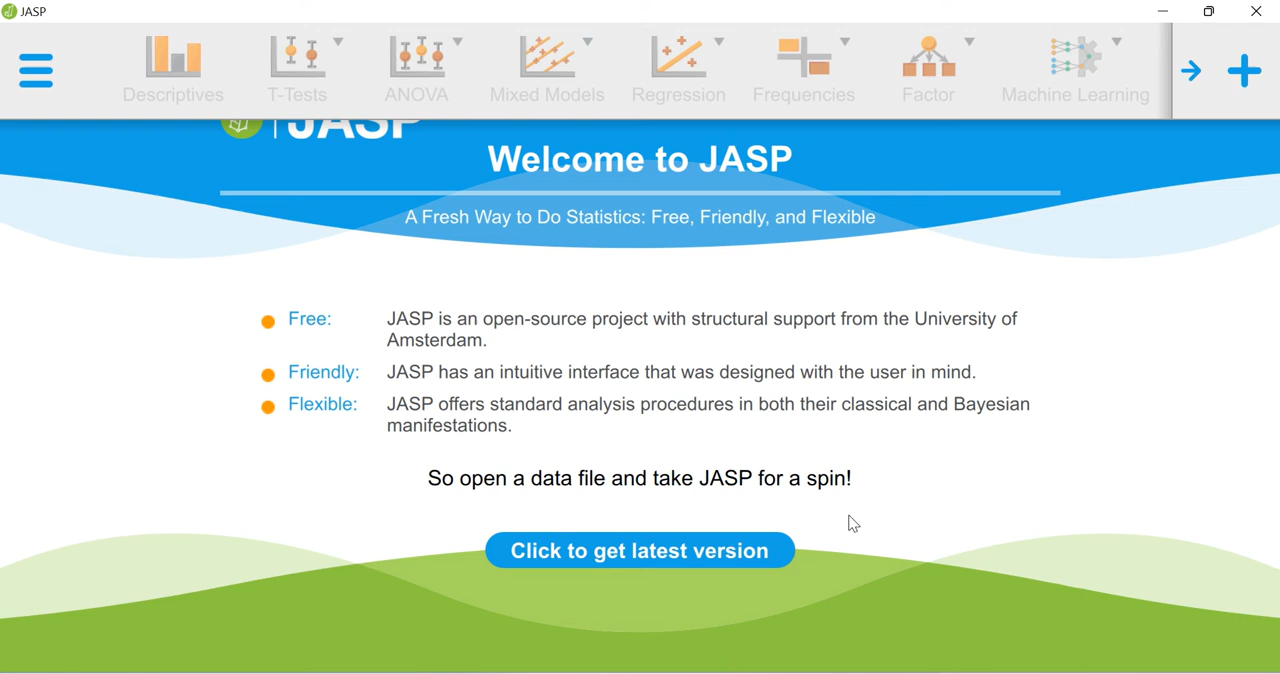 JASP
Descriptives
T-Tests
ANOVA
Mixed Models
Regression
Frequencies
Factor
Machine Learning
JASP
Welcome to JASP
A Fresh Way to Do Statistics: Free, Friendly, and Flexible
Free: JASP is an open-source project with structural support from the University of
Amsterdam.
Friendly: JASP has an intuitive interface that was designed with the user in mind.
Flexible: JASP offers standard analysis procedures in both their classical and Bayesian
manifestations.
So open a data file and take JASP for a spin!
Click to get latest version